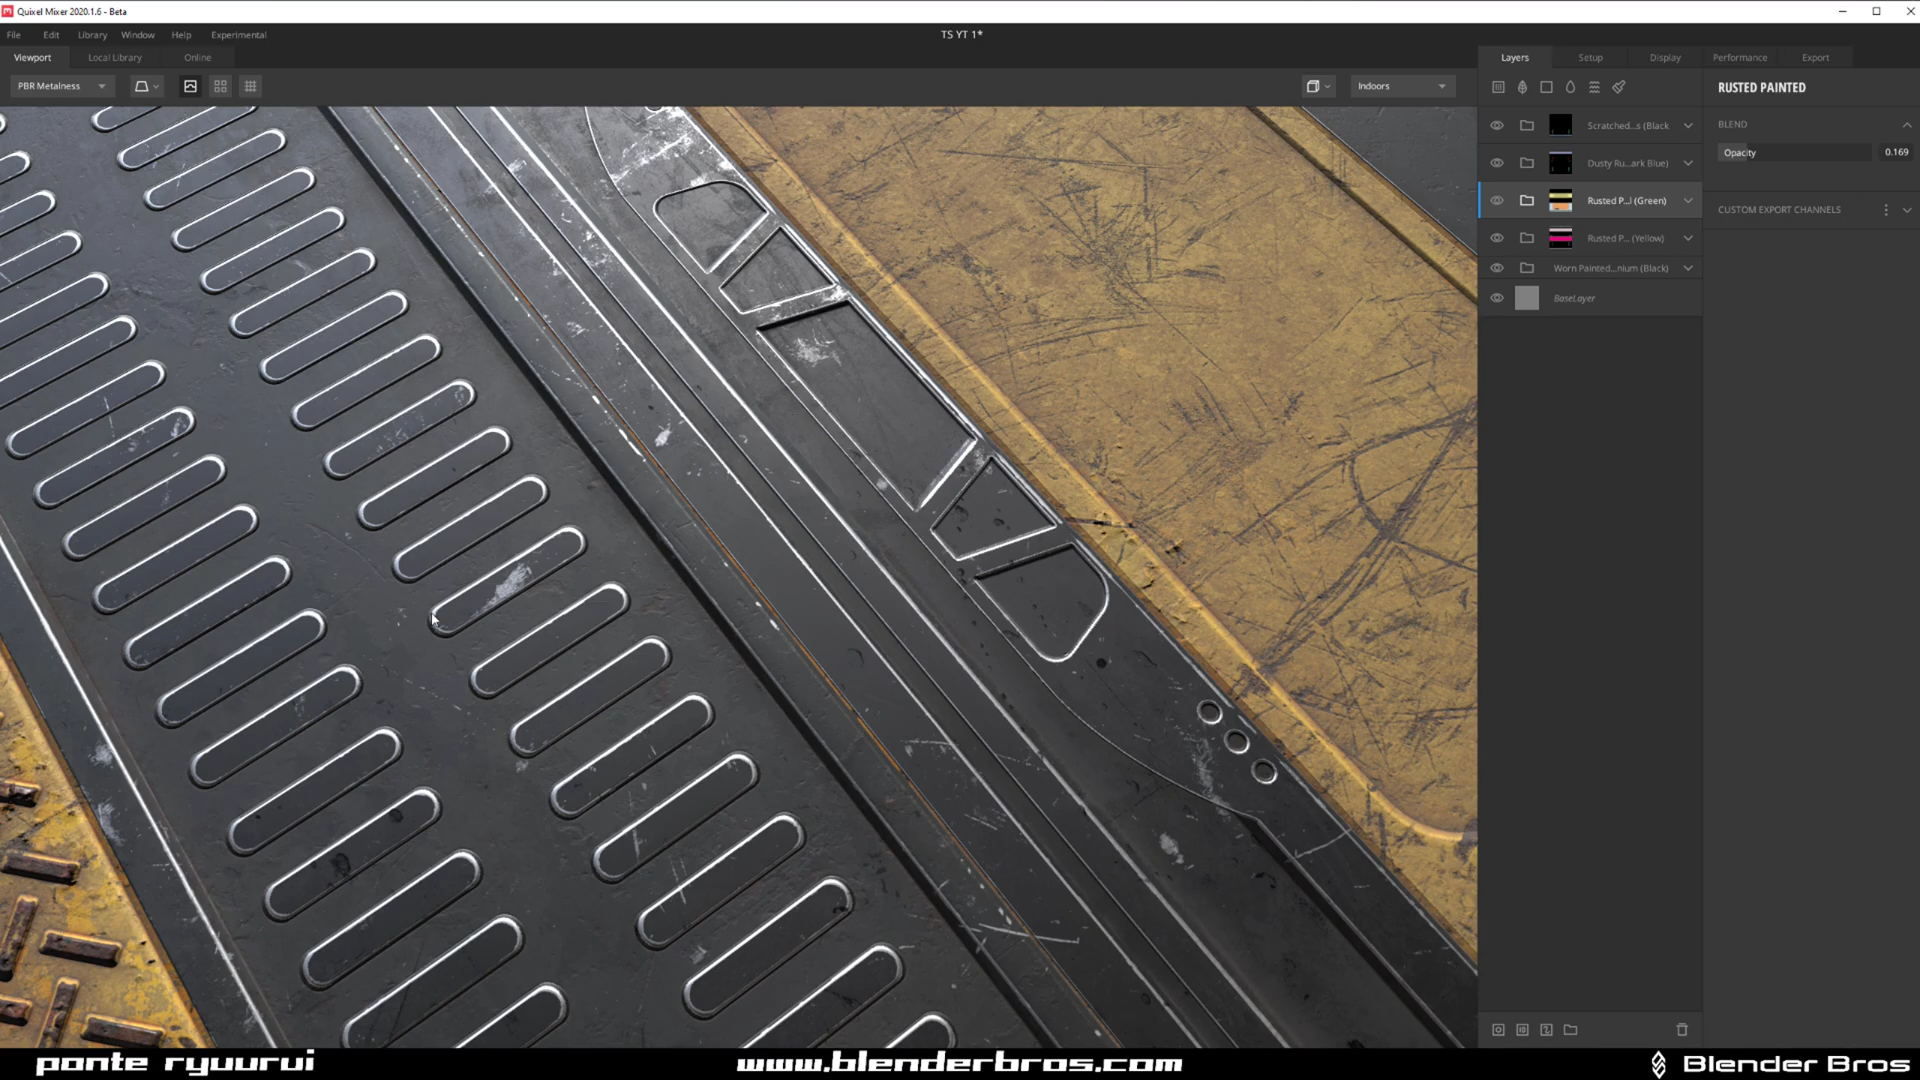 Quixel Mixer 2020.1.6 - Beta
File Edit Library Window Help Experimental
TS YT 1*
Viewport Local Library Online
Layers Setup Display Performance Export
PBR Metalness
Indoors
RUSTED PAINTED
BLEND
Opacity 0.169
CUSTOM EXPORT CHANNELS
Scratched...s (Black
Dusty Ru...ark Blue)
Rusted P...l (Green)
Rusted P... (Yellow)
Worn Painted...nium (Black)
BaseLayer
ponte ryuurui
www.blenderbros.com
Blender Bros